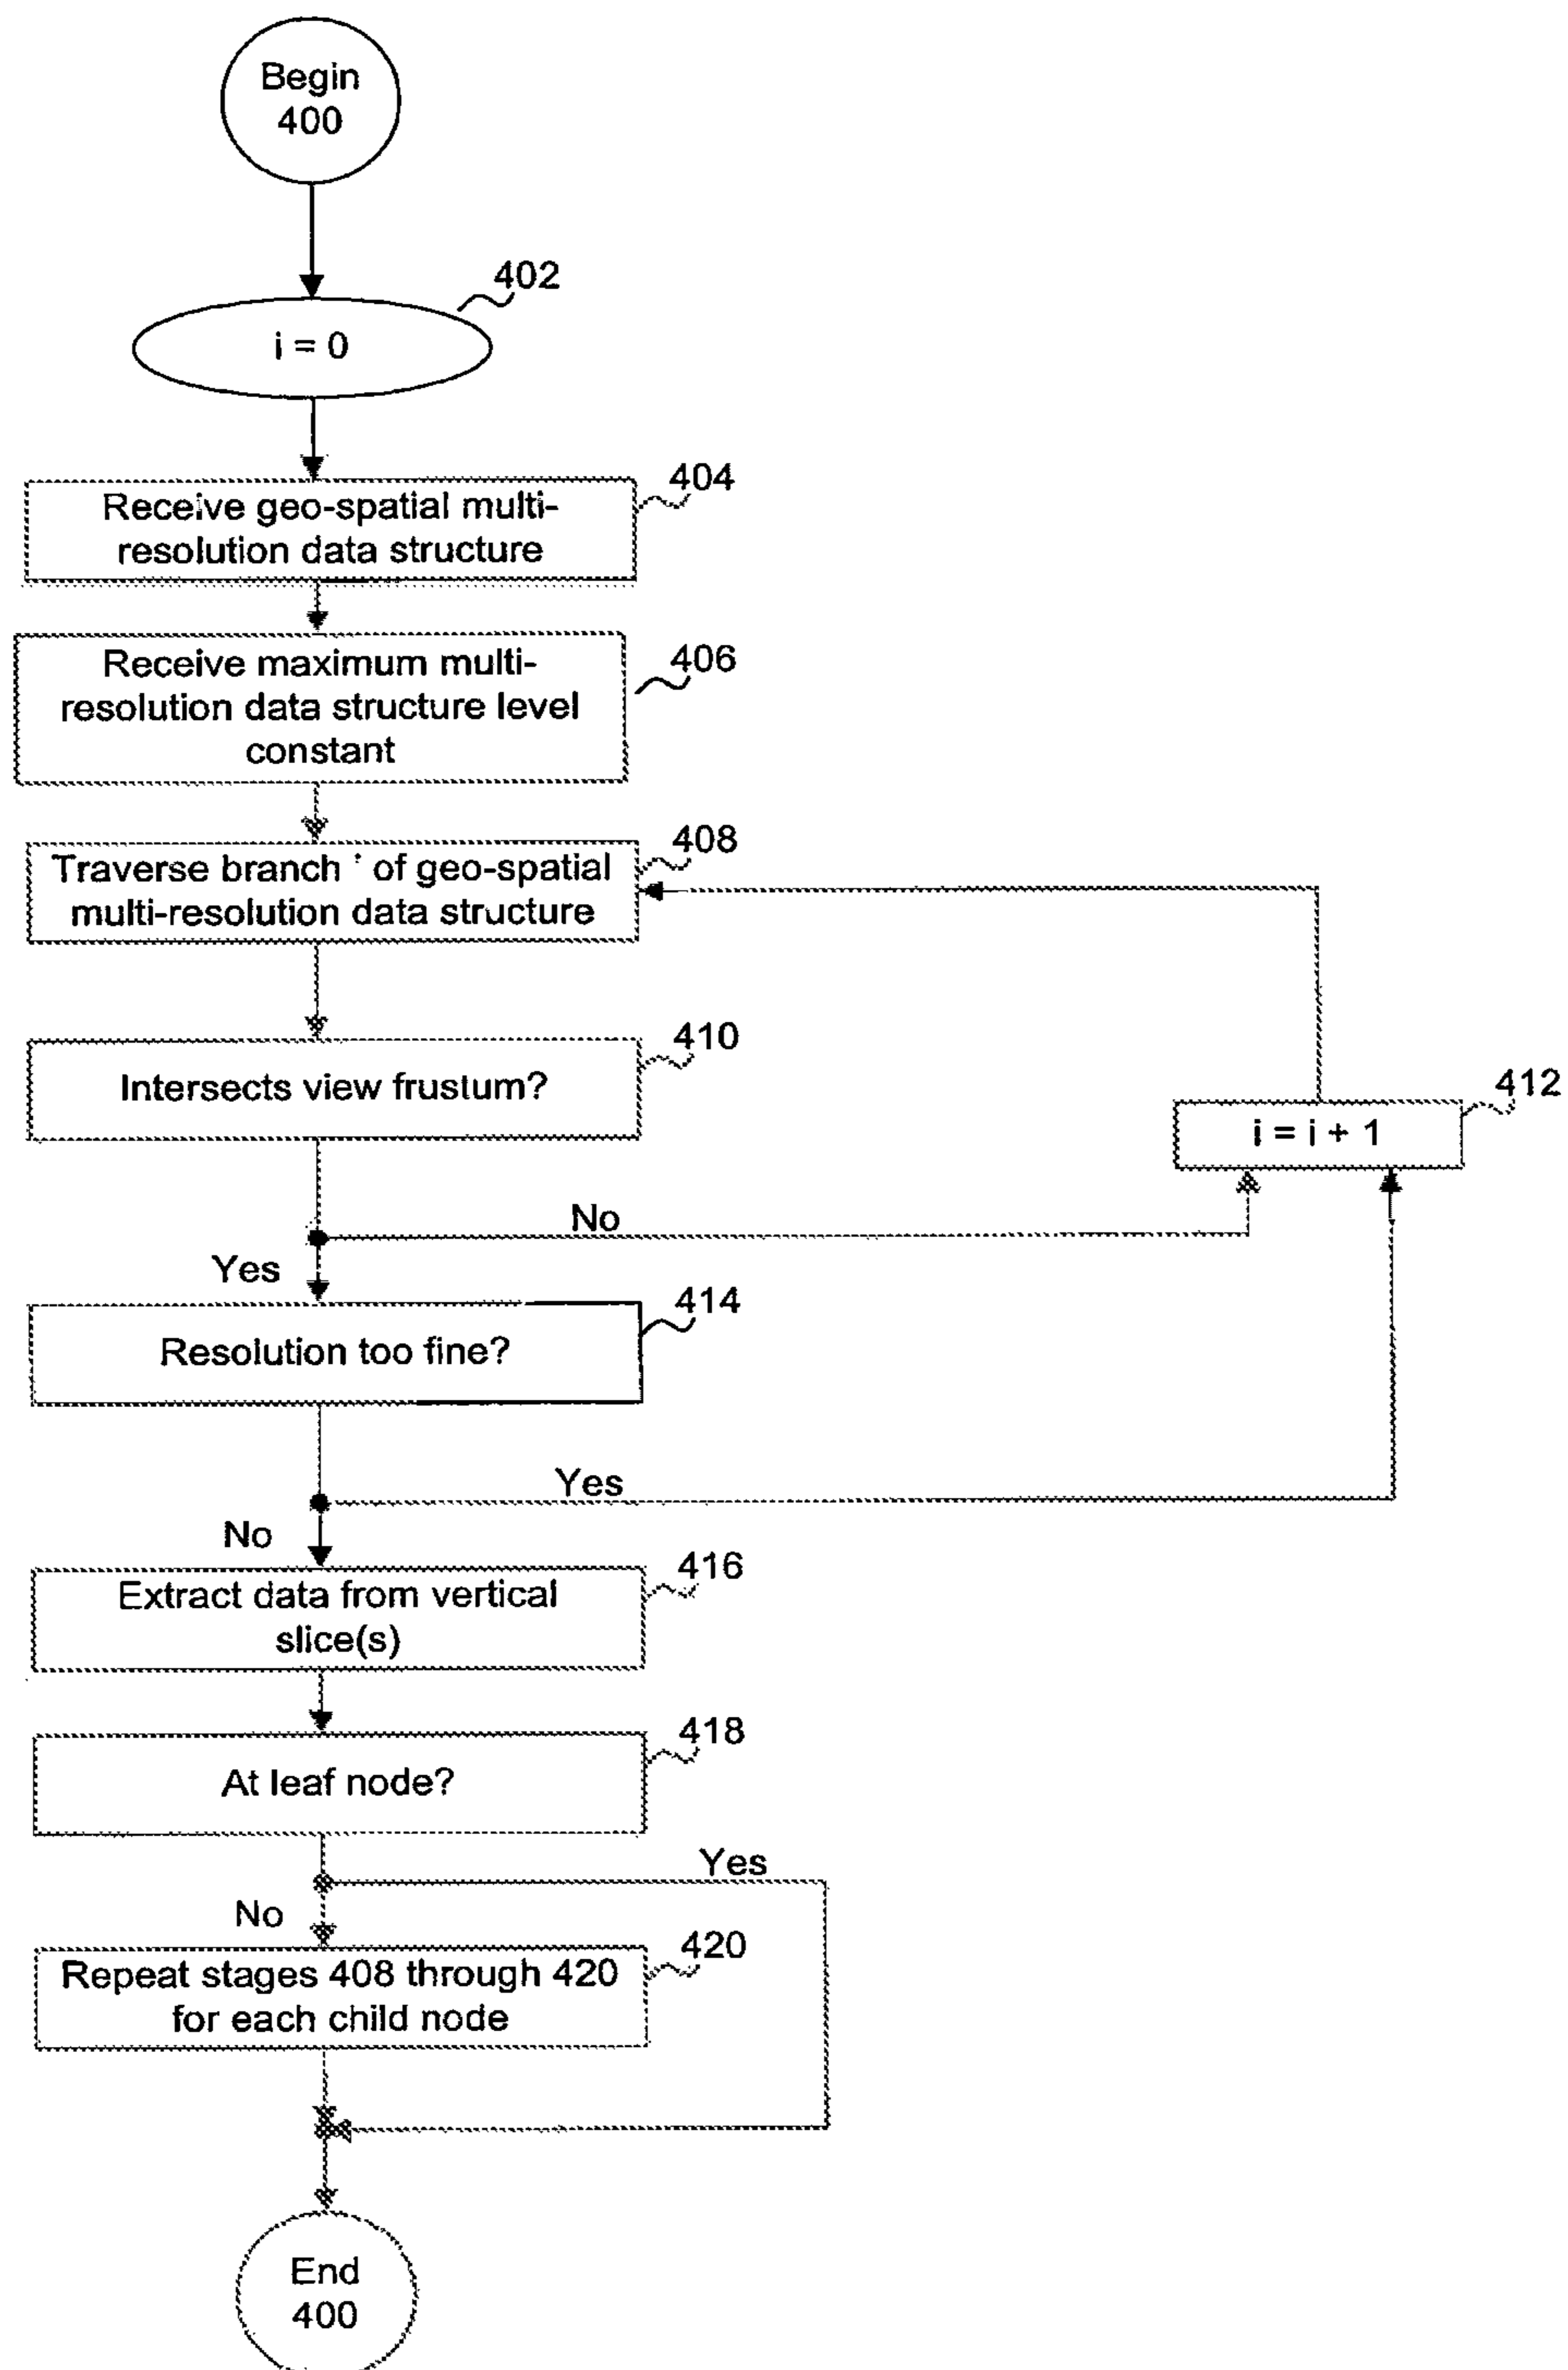 Begin
400
402
i = 0
404
Receive geo-spatial multi-
resolution data structure
406
Receive maximum multi-
resolution data structure level
constant
408
Traverse branch of geo-spatial
multi-resolution data structure
410
Intersects view frustum?
412
i = i + 1
No
Yes
414
Resolution too fine?
Yes
No
416
Extract data from vertical
slice(s)
418
At leaf node?
Yes
No
420
Repeat stages 408 through 420
for each child node
End
400